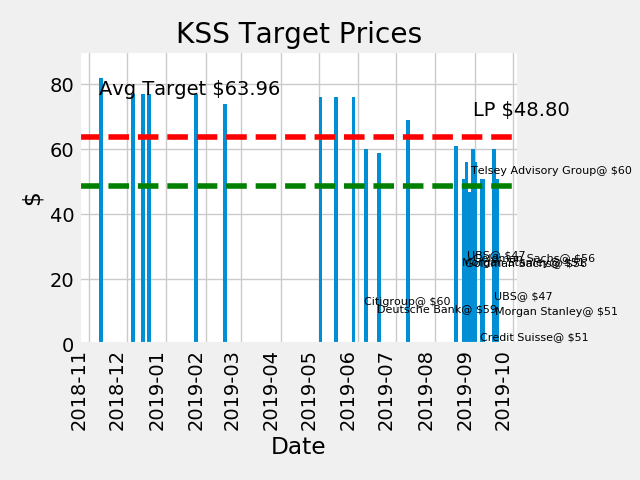 KSS Target Prices
Avg Target $63.96
LP $48.80
$
80
60
40
20
0
Telsey Advisory Group@ $60
UBS@ $47
Citigroup@ $60
Deutsche Bank@ $59
UBS@ $47
Morgan Stanley@ $51
Credit Suisse@ $51
2018-11
2018-12
2019-01
2019-02
2019-03
2019-04
2019-05
2019-06
2019-07
2019-08
2019-09
2019-10
Date